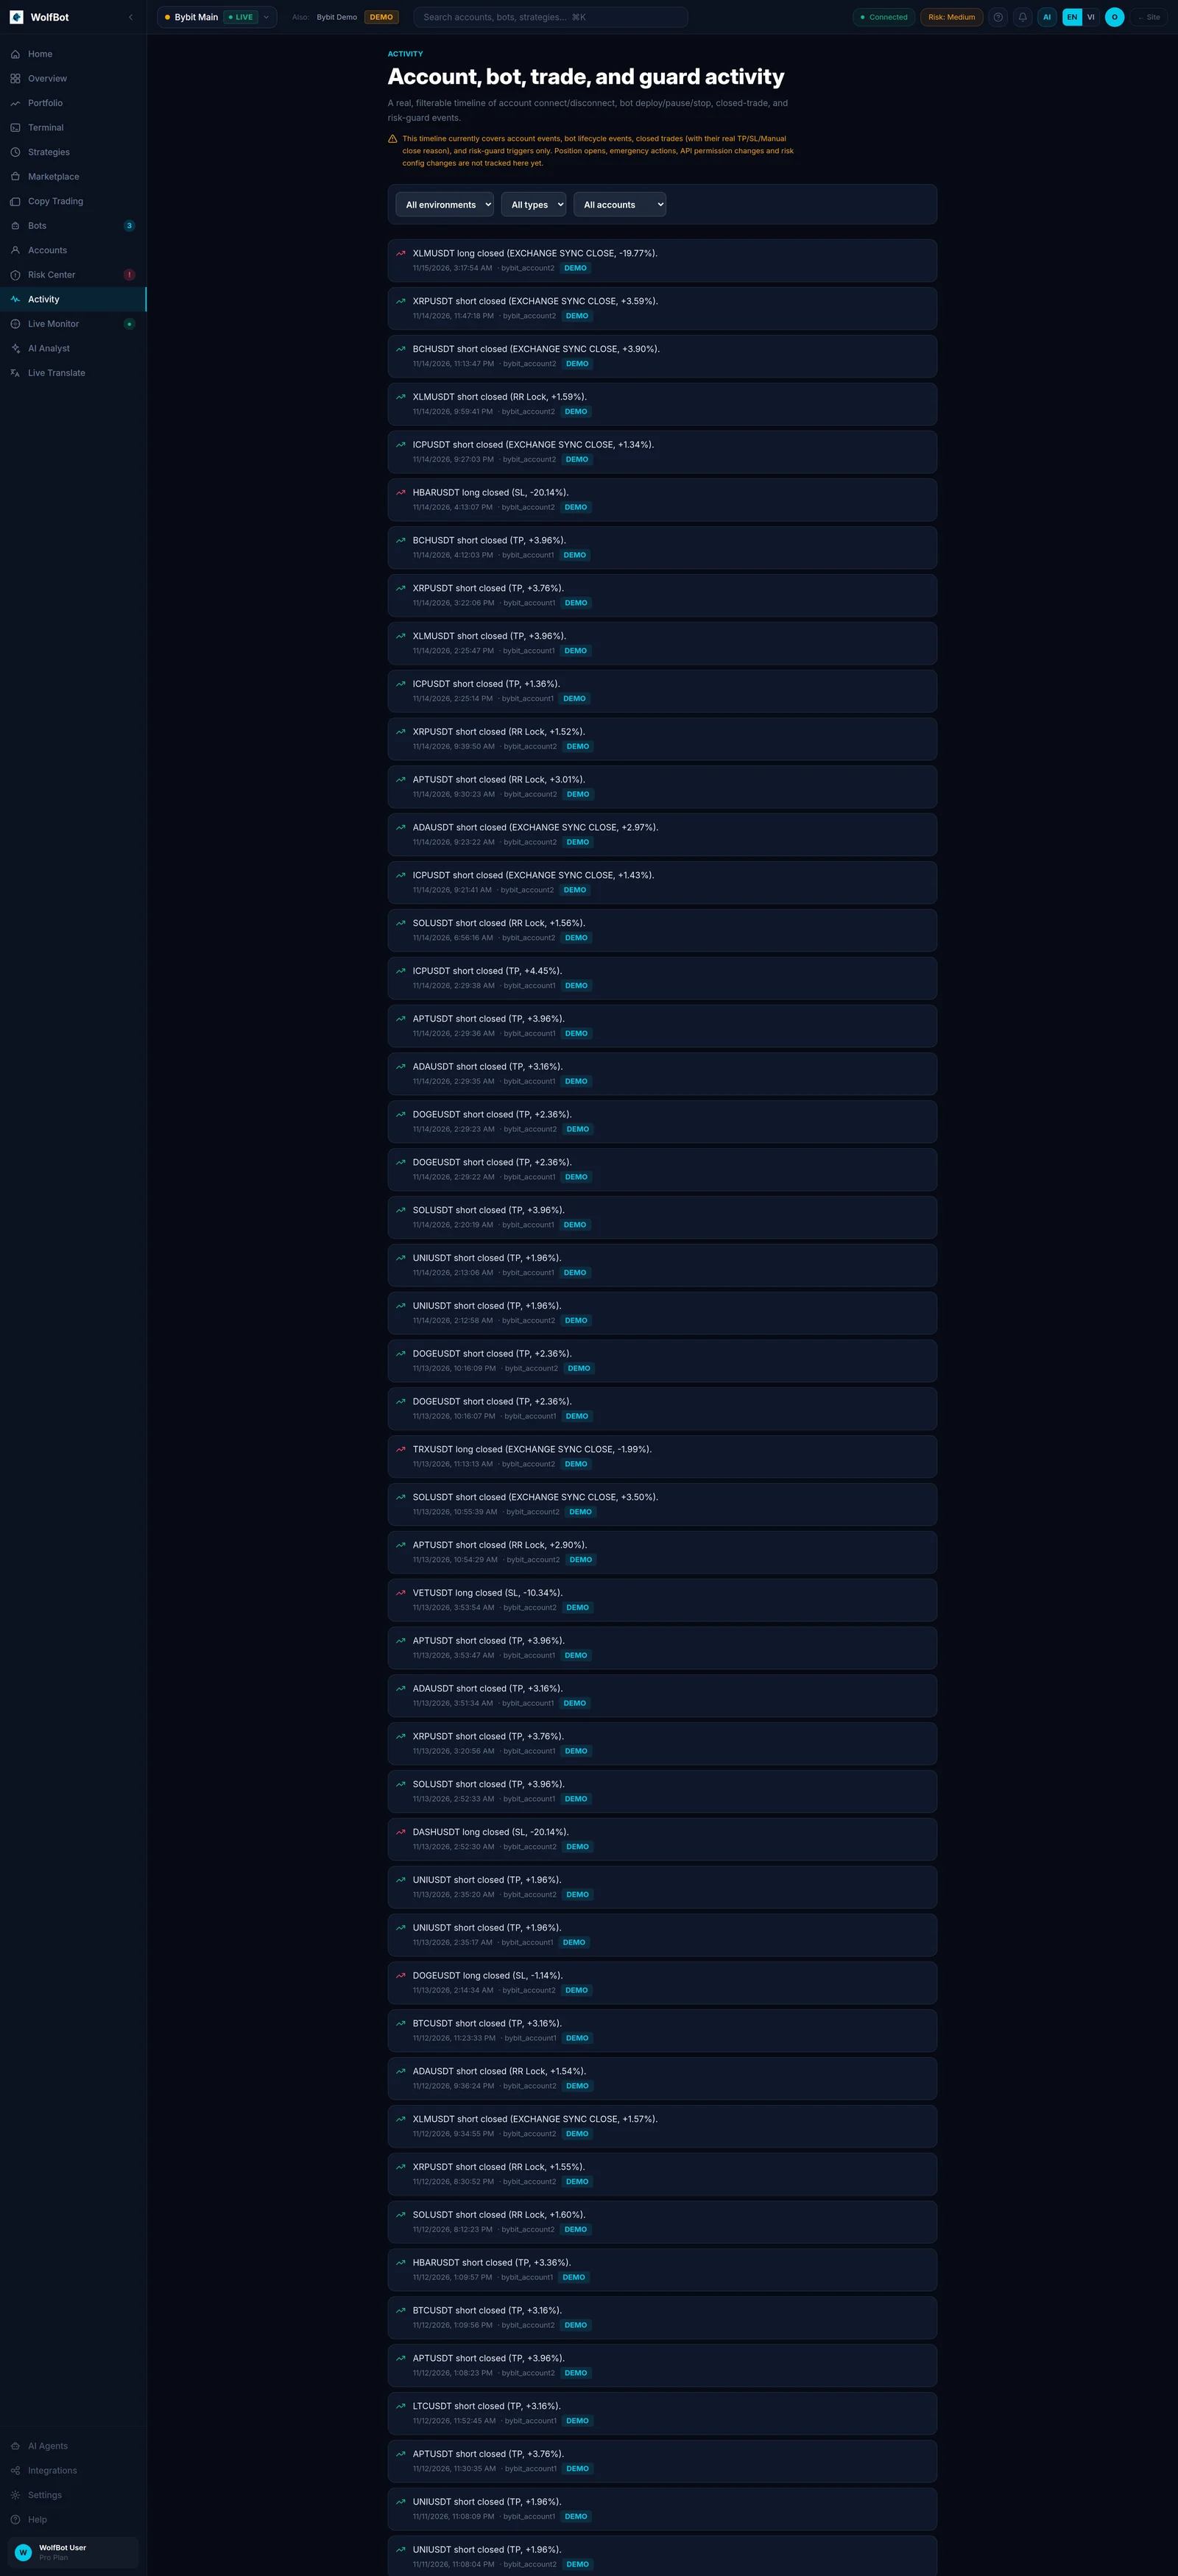 WolfBot
Bybit Main
LIVE
Also:
Bybit Demo
DEMO
Search accounts, bots, strategies... ⌘K
Connected
Risk: Medium
AI
EN
VI
O
← Site
Home
Overview
Portfolio
Terminal
Strategies
Marketplace
Copy Trading
Bots
3
Accounts
Risk Center
!
Activity
Live Monitor
AI Analyst
Live Translate
ACTIVITY
Account, bot, trade, and guard activity
A real, filterable timeline of account connect/disconnect, bot deploy/pause/stop, closed-trade, and
risk-guard events.
This timeline currently covers account events, bot lifecycle events, closed trades (with their real TP/SL/Manual
close reason), and risk-guard triggers only. Position opens, emergency actions, API permission changes and risk
config changes are not tracked here yet.
All environments
All types
All accounts
XLMUSDT long closed (EXCHANGE SYNC CLOSE, -19.77%).
11/15/2026, 3:17:54 AM · bybit_account2 DEMO
XRPUSDT short closed (EXCHANGE SYNC CLOSE, +3.59%).
11/14/2026, 11:47:18 PM · bybit_account2 DEMO
BCHUSDT short closed (EXCHANGE SYNC CLOSE, +3.90%).
11/14/2026, 11:13:47 PM · bybit_account2 DEMO
XLMUSDT short closed (RR Lock, +1.59%).
11/14/2026, 9:59:41 PM · bybit_account2 DEMO
ICPUSDT short closed (EXCHANGE SYNC CLOSE, +1.34%).
11/14/2026, 9:27:03 PM · bybit_account2 DEMO
HBARUSDT long closed (SL, -20.14%).
11/14/2026, 4:13:07 PM · bybit_account2 DEMO
BCHUSDT short closed (TP, +3.96%).
11/14/2026, 4:12:03 PM · bybit_account1 DEMO
XRPUSDT short closed (TP, +3.76%).
11/14/2026, 3:22:06 PM · bybit_account1 DEMO
XLMUSDT short closed (TP, +3.96%).
11/14/2026, 2:25:47 PM · bybit_account1 DEMO
ICPUSDT short closed (TP, +1.36%).
11/14/2026, 2:25:14 PM · bybit_account1 DEMO
XRPUSDT short closed (RR Lock, +1.52%).
11/14/2026, 9:39:50 AM · bybit_account2 DEMO
APTUSDT short closed (RR Lock, +3.01%).
11/14/2026, 9:30:23 AM · bybit_account2 DEMO
ADAUSDT short closed (EXCHANGE SYNC CLOSE, +2.97%).
11/14/2026, 9:23:22 AM · bybit_account2 DEMO
ICPUSDT short closed (EXCHANGE SYNC CLOSE, +1.43%).
11/14/2026, 9:21:41 AM · bybit_account2 DEMO
SOLUSDT short closed (RR Lock, +1.56%).
11/14/2026, 6:56:16 AM · bybit_account2 DEMO
ICPUSDT short closed (TP, +4.45%).
11/14/2026, 2:29:38 AM · bybit_account1 DEMO
APTUSDT short closed (TP, +3.96%).
11/14/2026, 2:29:36 AM · bybit_account1 DEMO
ADAUSDT short closed (TP, +3.16%).
11/14/2026, 2:29:35 AM · bybit_account1 DEMO
DOGEUSDT short closed (TP, +2.36%).
11/14/2026, 2:29:23 AM · bybit_account2 DEMO
DOGEUSDT short closed (TP, +2.36%).
11/14/2026, 2:29:22 AM · bybit_account1 DEMO
SOLUSDT short closed (TP, +3.96%).
11/14/2026, 2:20:19 AM · bybit_account1 DEMO
UNIUSDT short closed (TP, +1.96%).
11/14/2026, 2:13:06 AM · bybit_account1 DEMO
UNIUSDT short closed (TP, +1.96%).
11/14/2026, 2:12:58 AM · bybit_account2 DEMO
DOGEUSDT short closed (TP, +2.36%).
11/13/2026, 10:16:09 PM · bybit_account2 DEMO
DOGEUSDT short closed (TP, +2.36%).
11/13/2026, 10:16:07 PM · bybit_account1 DEMO
TRXUSDT long closed (EXCHANGE SYNC CLOSE, -1.99%).
11/13/2026, 11:13:13 AM · bybit_account2 DEMO
SOLUSDT short closed (EXCHANGE SYNC CLOSE, +3.50%).
11/13/2026, 10:55:39 AM · bybit_account2 DEMO
APTUSDT short closed (RR Lock, +2.90%).
11/13/2026, 10:54:29 AM · bybit_account2 DEMO
VETUSDT long closed (SL, -10.34%).
11/13/2026, 3:53:54 AM · bybit_account2 DEMO
APTUSDT short closed (TP, +3.96%).
11/13/2026, 3:53:47 AM · bybit_account1 DEMO
ADAUSDT short closed (TP, +3.16%).
11/13/2026, 3:51:34 AM · bybit_account1 DEMO
XRPUSDT short closed (TP, +3.76%).
11/13/2026, 3:20:56 AM · bybit_account1 DEMO
SOLUSDT short closed (TP, +3.96%).
11/13/2026, 2:52:33 AM · bybit_account1 DEMO
DASHUSDT long closed (SL, -20.14%).
11/13/2026, 2:52:30 AM · bybit_account2 DEMO
UNIUSDT short closed (TP, +1.96%).
11/13/2026, 2:35:20 AM · bybit_account2 DEMO
UNIUSDT short closed (TP, +1.96%).
11/13/2026, 2:35:17 AM · bybit_account1 DEMO
DOGEUSDT long closed (SL, -1.14%).
11/13/2026, 2:14:34 AM · bybit_account2 DEMO
BTCUSDT short closed (TP, +3.16%).
11/12/2026, 11:23:33 PM · bybit_account1 DEMO
ADAUSDT short closed (RR Lock, +1.54%).
11/12/2026, 9:36:24 PM · bybit_account2 DEMO
XLMUSDT short closed (EXCHANGE SYNC CLOSE, +1.57%).
11/12/2026, 9:34:55 PM · bybit_account2 DEMO
XRPUSDT short closed (RR Lock, +1.55%).
11/12/2026, 8:30:52 PM · bybit_account2 DEMO
SOLUSDT short closed (RR Lock, +1.60%).
11/12/2026, 8:12:23 PM · bybit_account2 DEMO
HBARUSDT short closed (TP, +3.36%).
11/12/2026, 1:09:57 PM · bybit_account1 DEMO
BTCUSDT short closed (TP, +3.16%).
11/12/2026, 1:09:56 PM · bybit_account2 DEMO
APTUSDT short closed (TP, +3.96%).
11/12/2026, 1:08:23 PM · bybit_account2 DEMO
LTCUSDT short closed (TP, +3.16%).
11/12/2026, 11:52:45 AM · bybit_account1 DEMO
APTUSDT short closed (TP, +3.76%).
11/12/2026, 11:30:35 AM · bybit_account1 DEMO
UNIUSDT short closed (TP, +1.96%).
11/11/2026, 11:08:09 PM · bybit_account1 DEMO
UNIUSDT short closed (TP, +1.96%).
11/11/2026, 11:08:04 PM · bybit_account2 DEMO
AI Agents
Integrations
Settings
Help
W
WolfBot User
Pro Plan